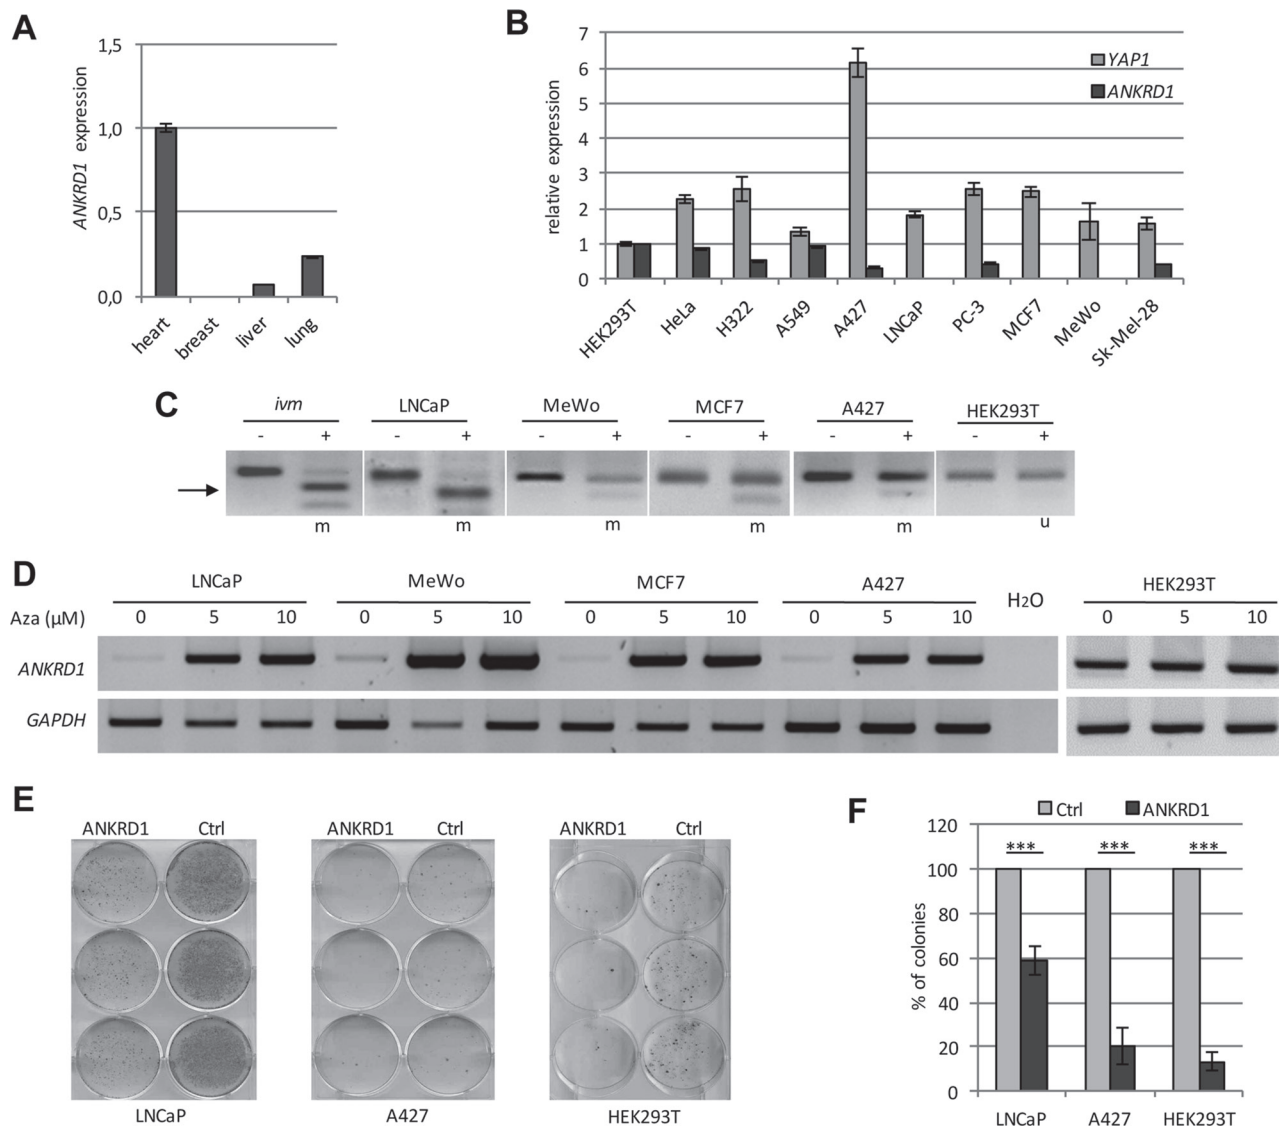 A
ANKRD1 expression
1,5
1,0
0,5
0,0
heart
breast
liver
lung
B
relative expression
7
6
5
4
3
2
1
0
YAP1
ANKRD1
HEK293T
HeLa
H322
A549
A427
LNCaP
PC-3
MCF7
MeWo
Sk-Mel-28
C
ivm LNCaP MeWo MCF7 A427 HEK293T
- + - + - + - + - + - +
m m m m m u
D
LNCaP MeWo MCF7 A427 H2O HEK293T
Aza (µM) 0 5 10 0 5 10 0 5 10 0 5 10 0 5 10
ANKRD1
GAPDH
E
ANKRD1 Ctrl ANKRD1 Ctrl ANKRD1 Ctrl
LNCaP A427 HEK293T
F
Ctrl ANKRD1
% of colonies
120
100
80
60
40
20
0
*** *** ***
LNCaP A427 HEK293T